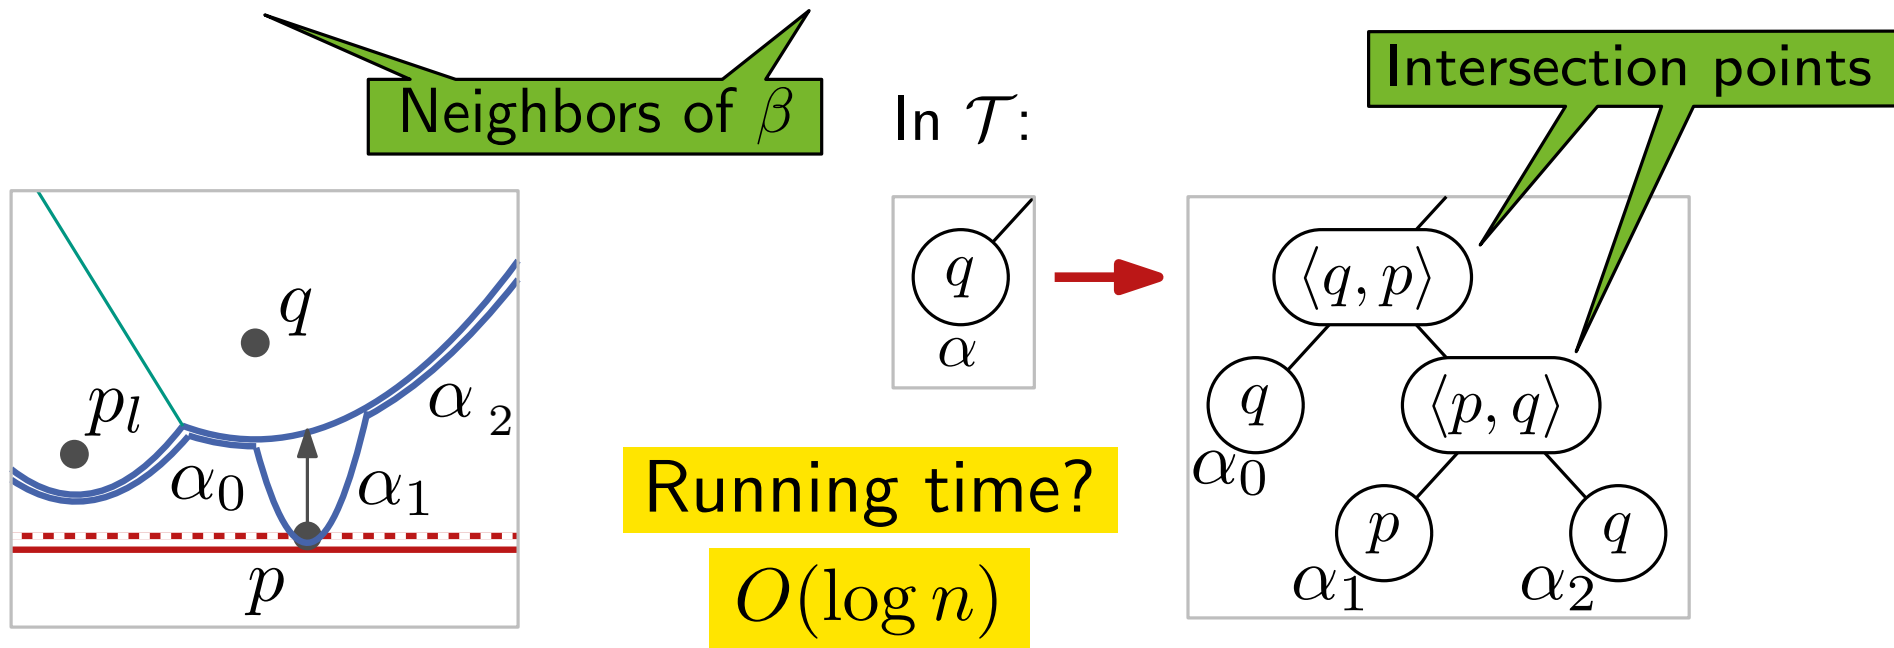 Neighbors of β
In 𝒯:
Intersection points
q
p_l
α_0
α_1
α_2
p
q
α
Running time?
O(log n)
⟨q, p⟩
q
α_0
⟨p, q⟩
p
α_1
q
α_2